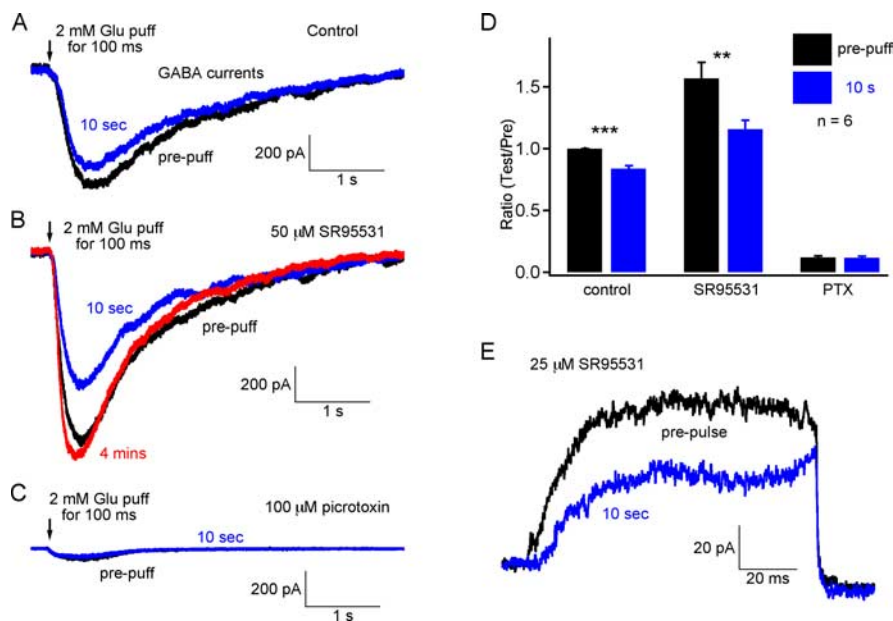 A
2 mM Glu puff
for 100 ms
Control
GABA currents
10 sec
pre-puff
200 pA
1 s
B
2 mM Glu puff
for 100 ms
50 µM SR95531
10 sec
pre-puff
4 mins
200 pA
1 s
C
2 mM Glu puff
for 100 ms
100 µM picrotoxin
10 sec
pre-puff
200 pA
1 s
D
Ratio (Test/Pre)
1.5
1.0
0.5
0.0
***
**
pre-puff
10 s
n = 6
control
SR95531
PTX
E
25 µM SR95531
pre-pulse
10 sec
20 pA
20 ms